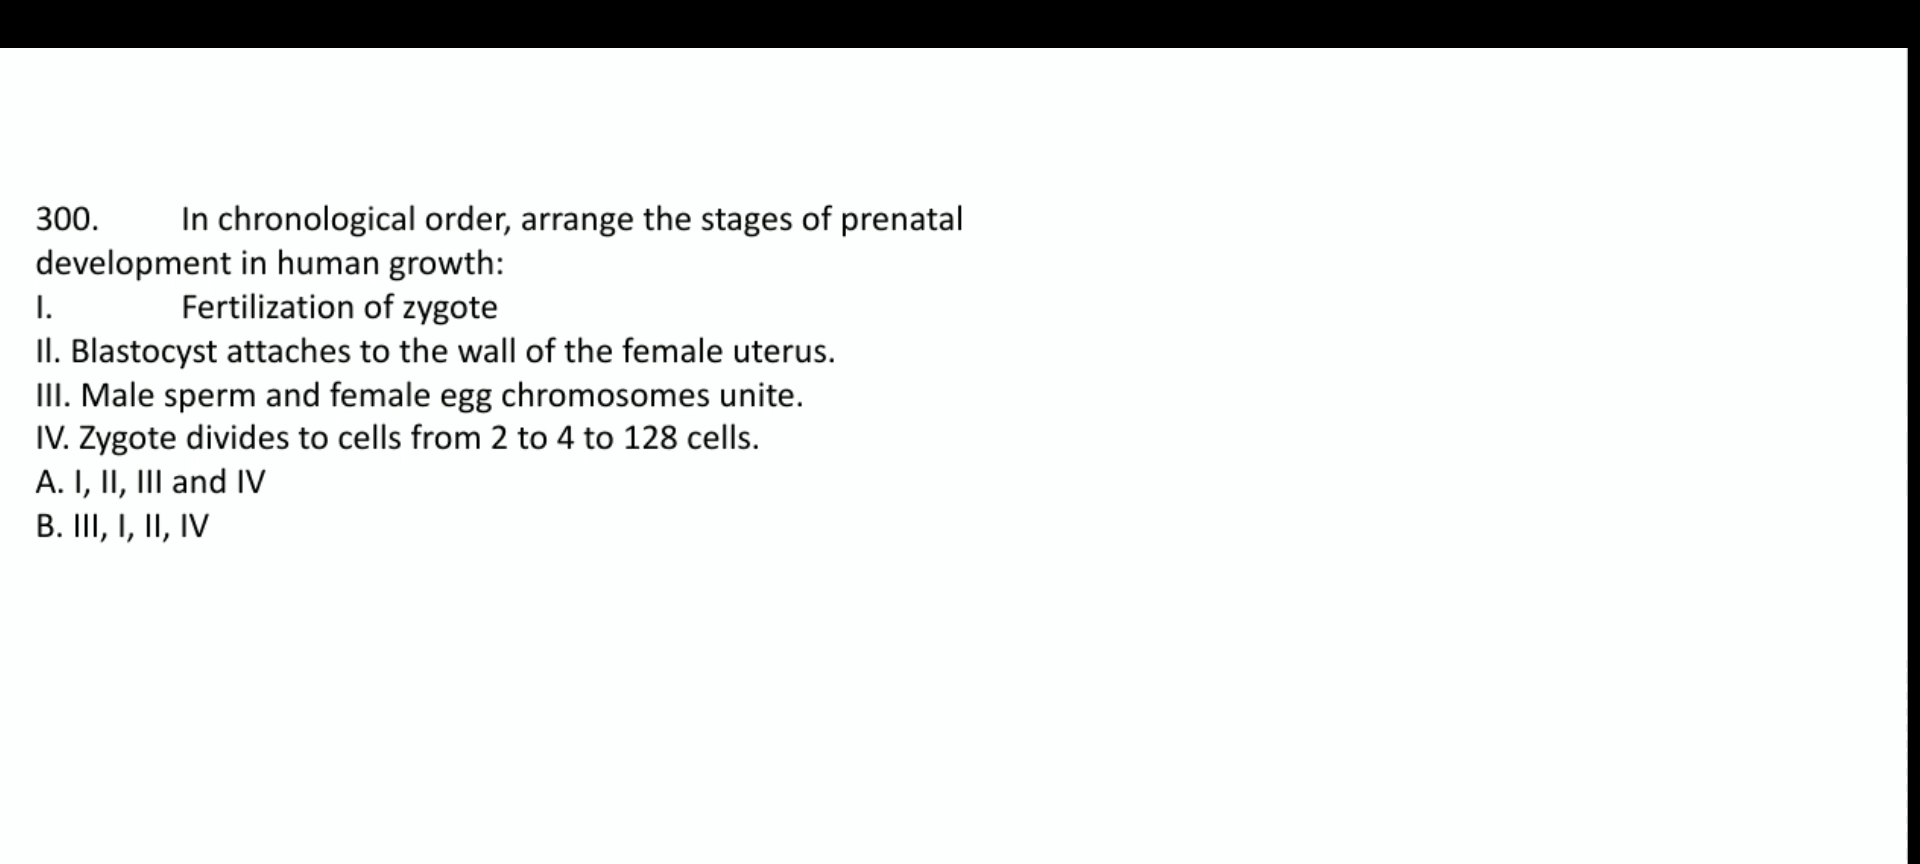 300. In chronological order, arrange the stages of prenatal
development in human growth:
I. Fertilization of zygote
Il. Blastocyst attaches to the wall of the female uterus.
III. Male sperm and female egg chromosomes unite.
IV. Zygote divides to cells from 2 to 4 to 128 cells.
A. I, II, III and IV
B. III, I, II, IV